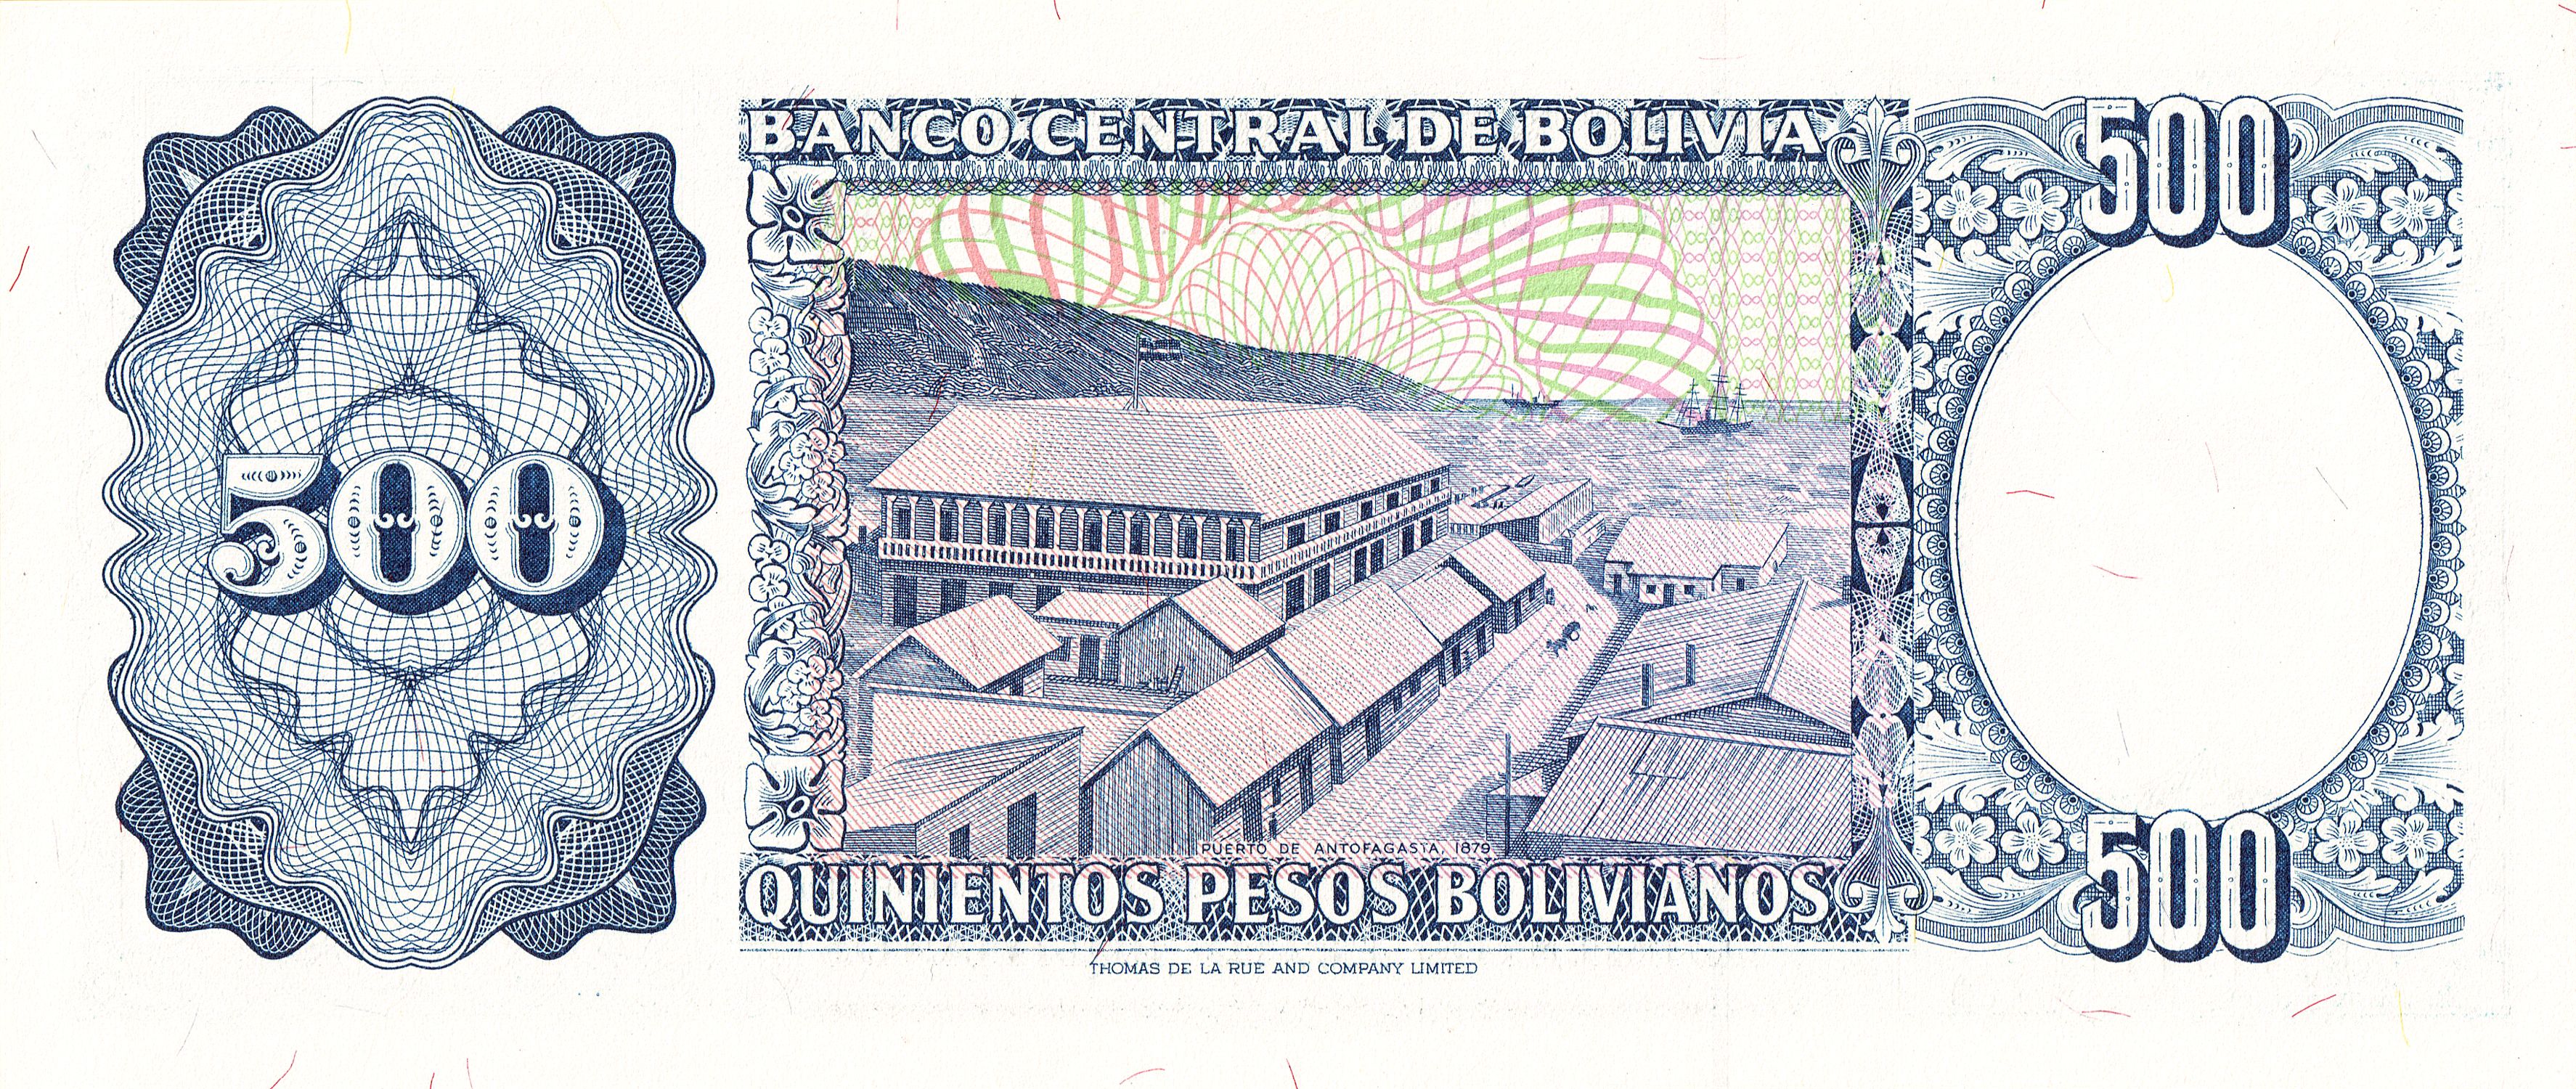 BANCO CENTRAL DE BOLIVIA
500
500
PUERTO DE ANTOFAGASTA, 1879
QUINIENTOS PESOS BOLIVIANOS
500
THOMAS DE LA RUE AND COMPANY LIMITED